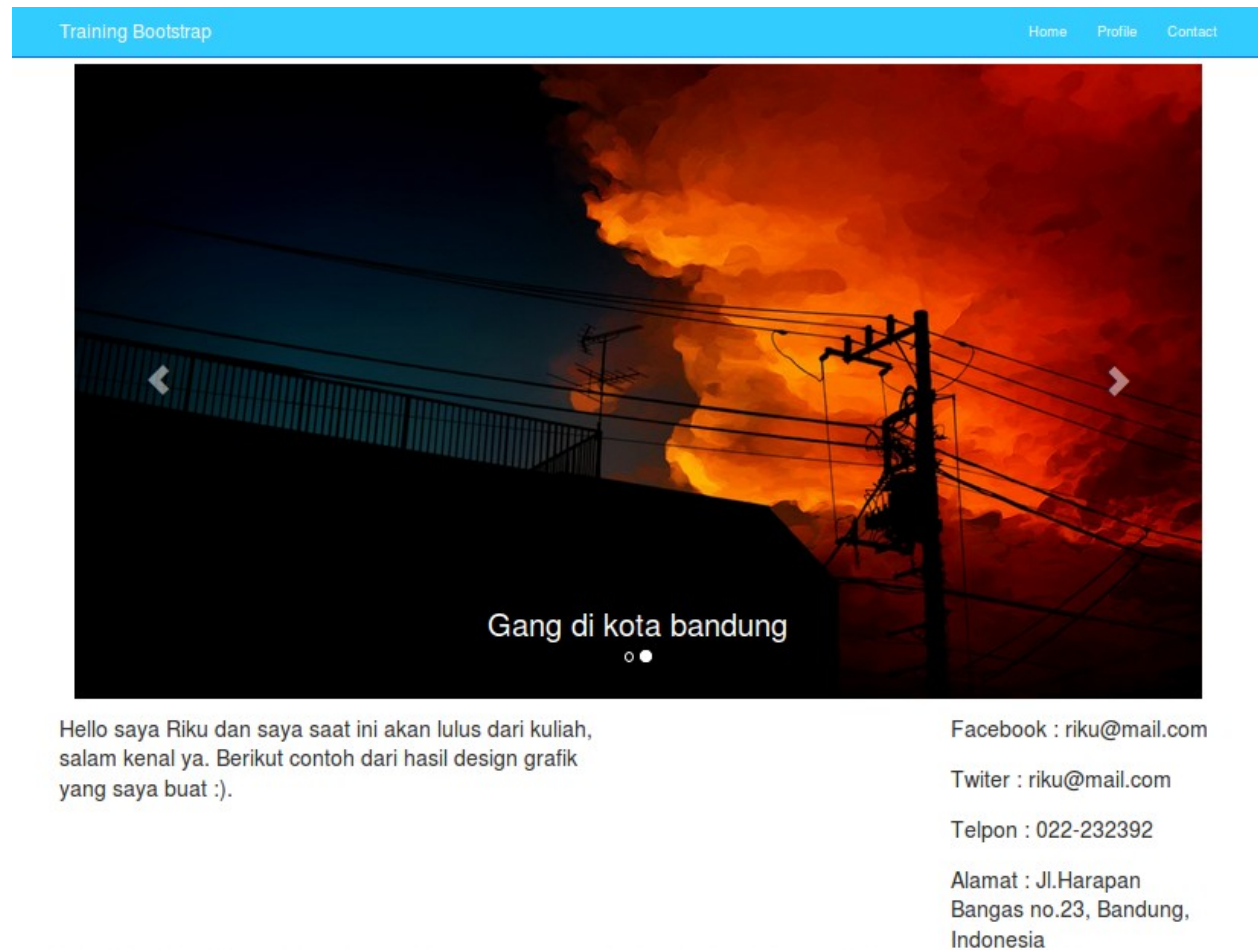 Training Bootstrap
Home Profile Contact
Gang di kota bandung
Hello saya Riku dan saya saat ini akan lulus dari kuliah,
salam kenal ya. Berikut contoh dari hasil design grafik
yang saya buat :).
Facebook : riku@mail.com
Twiter : riku@mail.com
Telpon : 022-232392
Alamat : Jl.Harapan
Bangas no.23, Bandung,
Indonesia